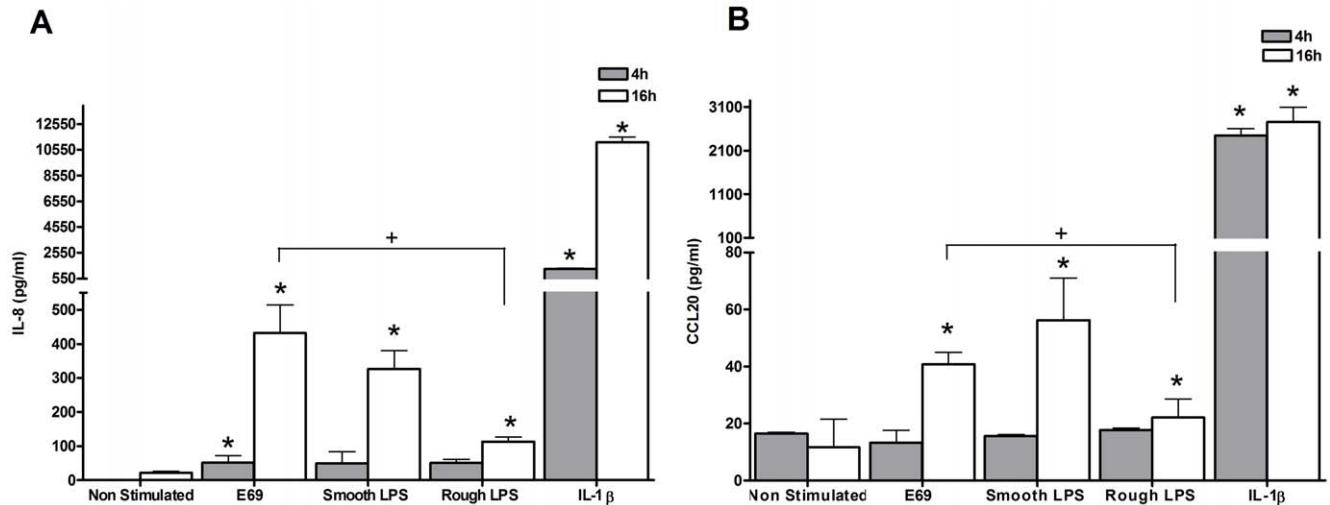 A
4h
16h
IL-8 (pg/ml)
12550
10550
8550
6550
4550
2550
550
500
400
300
200
100
0
*
*
*
*
*
*
+
Non Stimulated
E69
Smooth LPS
Rough LPS
IL-1β
B
4h
16h
CCL20 (pg/ml)
3100
2100
1100
100
80
60
40
20
0
*
*
*
*
*
+
Non Stimulated
E69
Smooth LPS
Rough LPS
IL-1β